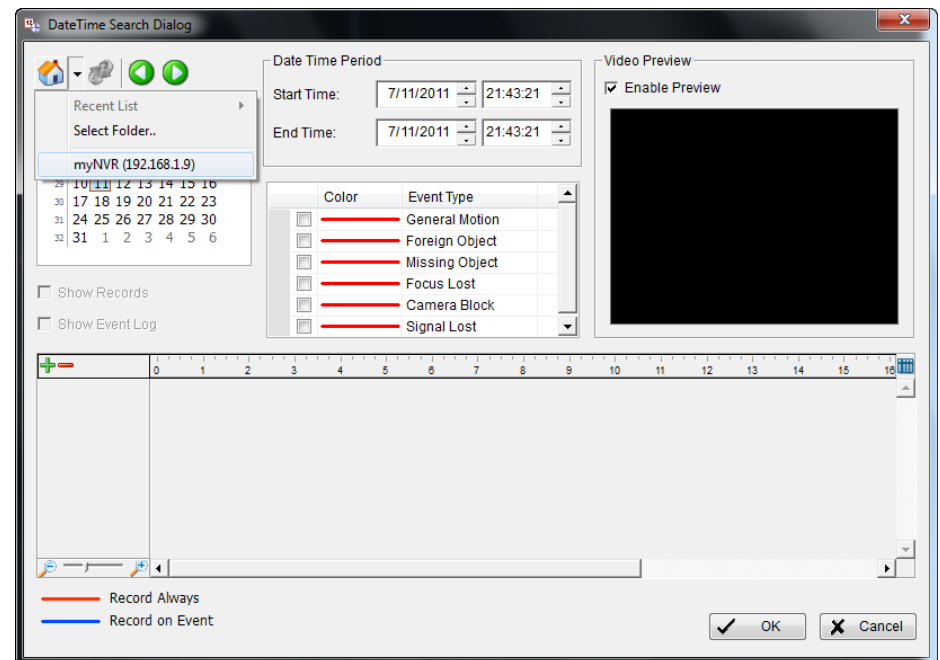 DateTime Search Dialog
Recent List
Select Folder..
myNVR (192.168.1.9)
29 10 11 12 13 14 15 16
30 17 18 19 20 21 22 23
31 24 25 26 27 28 29 30
32 31 1 2 3 4 5 6
Show Records
Show Event Log
Date Time Period
Start Time: 7/11/2011 21:43:21
End Time: 7/11/2011 21:43:21
Color Event Type
General Motion
Foreign Object
Missing Object
Focus Lost
Camera Block
Signal Lost
Video Preview
Enable Preview
0 1 2 3 4 5 6 7 8 9 10 11 12 13 14 15 16
Record Always
Record on Event
OK Cancel